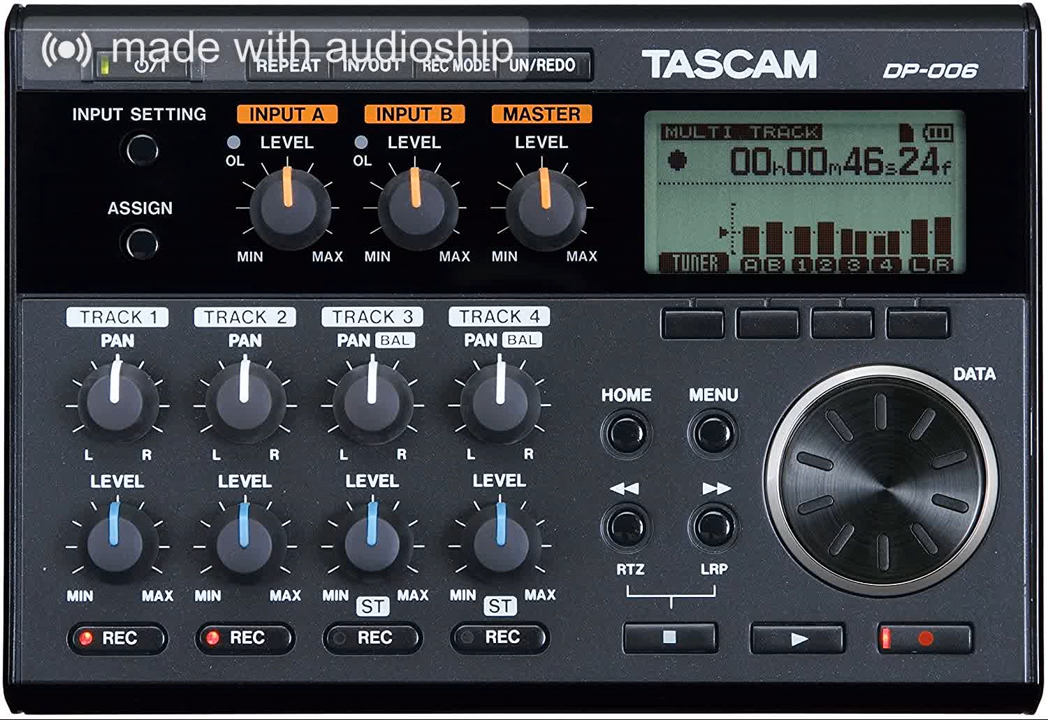 made with audioship
⏻/I
REPEAT IN/OUT REC MODE UN/REDO
TASCAM
DP-006
INPUT SETTING
INPUT A INPUT B MASTER
LEVEL LEVEL LEVEL
OL OL
ASSIGN
MIN MAX MIN MAX MIN MAX
MULTI TRACK
00h00m46s24f
TUNER A B 1 2 3 4 L R
TRACK 1 TRACK 2 TRACK 3 TRACK 4
PAN PAN PAN BAL PAN BAL
L R L R L R L R
LEVEL LEVEL LEVEL LEVEL
MIN MAX MIN MAX MIN MAX MIN MAX
ST ST
REC REC REC REC
DATA
HOME MENU
RTZ LRP